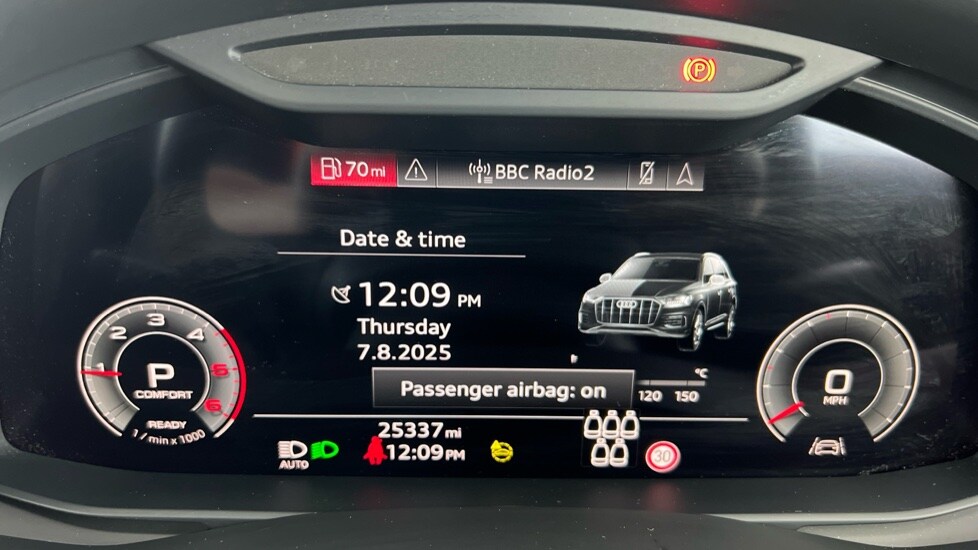 P
70 mi
BBC Radio2
Date & time
12:09 PM
Thursday
7.8.2025
Passenger airbag: on
°C
120 150
1 2 3 4 5 6
P
COMFORT
READY
1/min x 1000
0
MPH
25337 mi
12:09 PM
AUTO
30